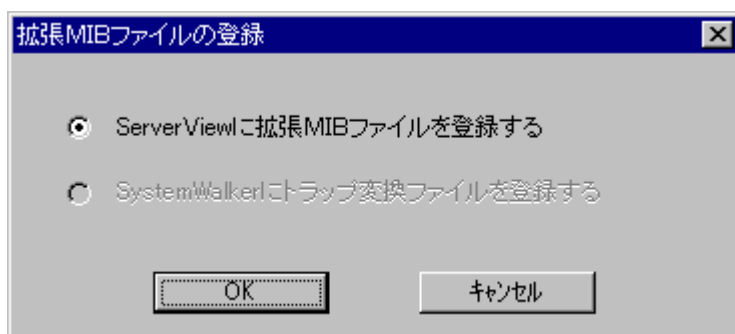 拡張MIBファイルの登録
ServerViewに拡張MIBファイルを登録する
SystemWalkerにトラップ変換ファイルを登録する
OK
キャンセル